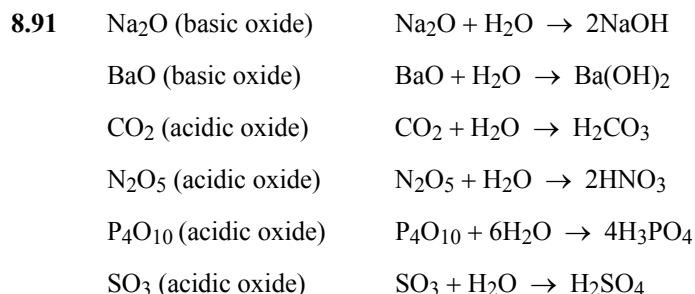 8.91 Na2O (basic oxide) Na2O + H2O → 2NaOH
BaO (basic oxide) BaO + H2O → Ba(OH)2
CO2 (acidic oxide) CO2 + H2O → H2CO3
N2O5 (acidic oxide) N2O5 + H2O → 2HNO3
P4O10 (acidic oxide) P4O10 + 6H2O → 4H3PO4
SO3 (acidic oxide) SO3 + H2O → H2SO4